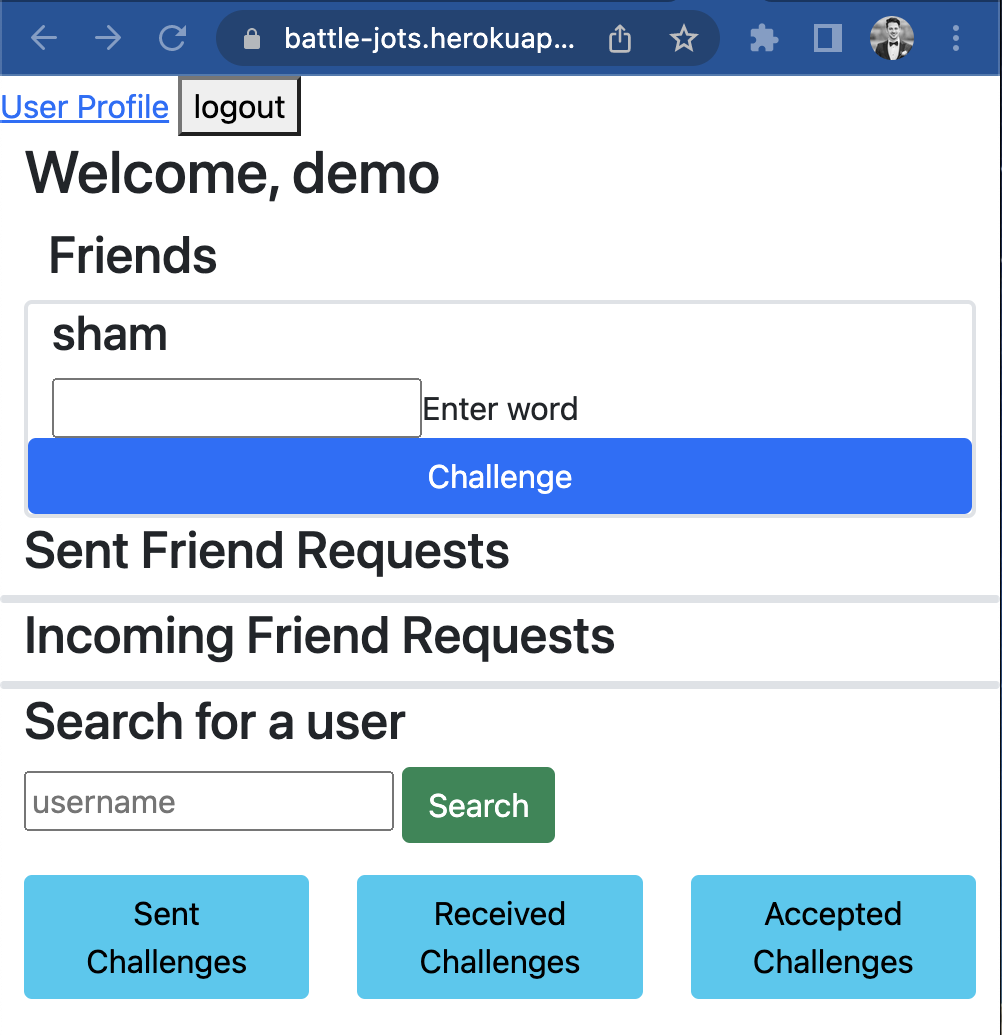 battle-jots.herokuap...
User Profile logout
Welcome, demo
Friends
sham
Enter word
Challenge
Sent Friend Requests
Incoming Friend Requests
Search for a user
username Search
Sent
Challenges
Received
Challenges
Accepted
Challenges